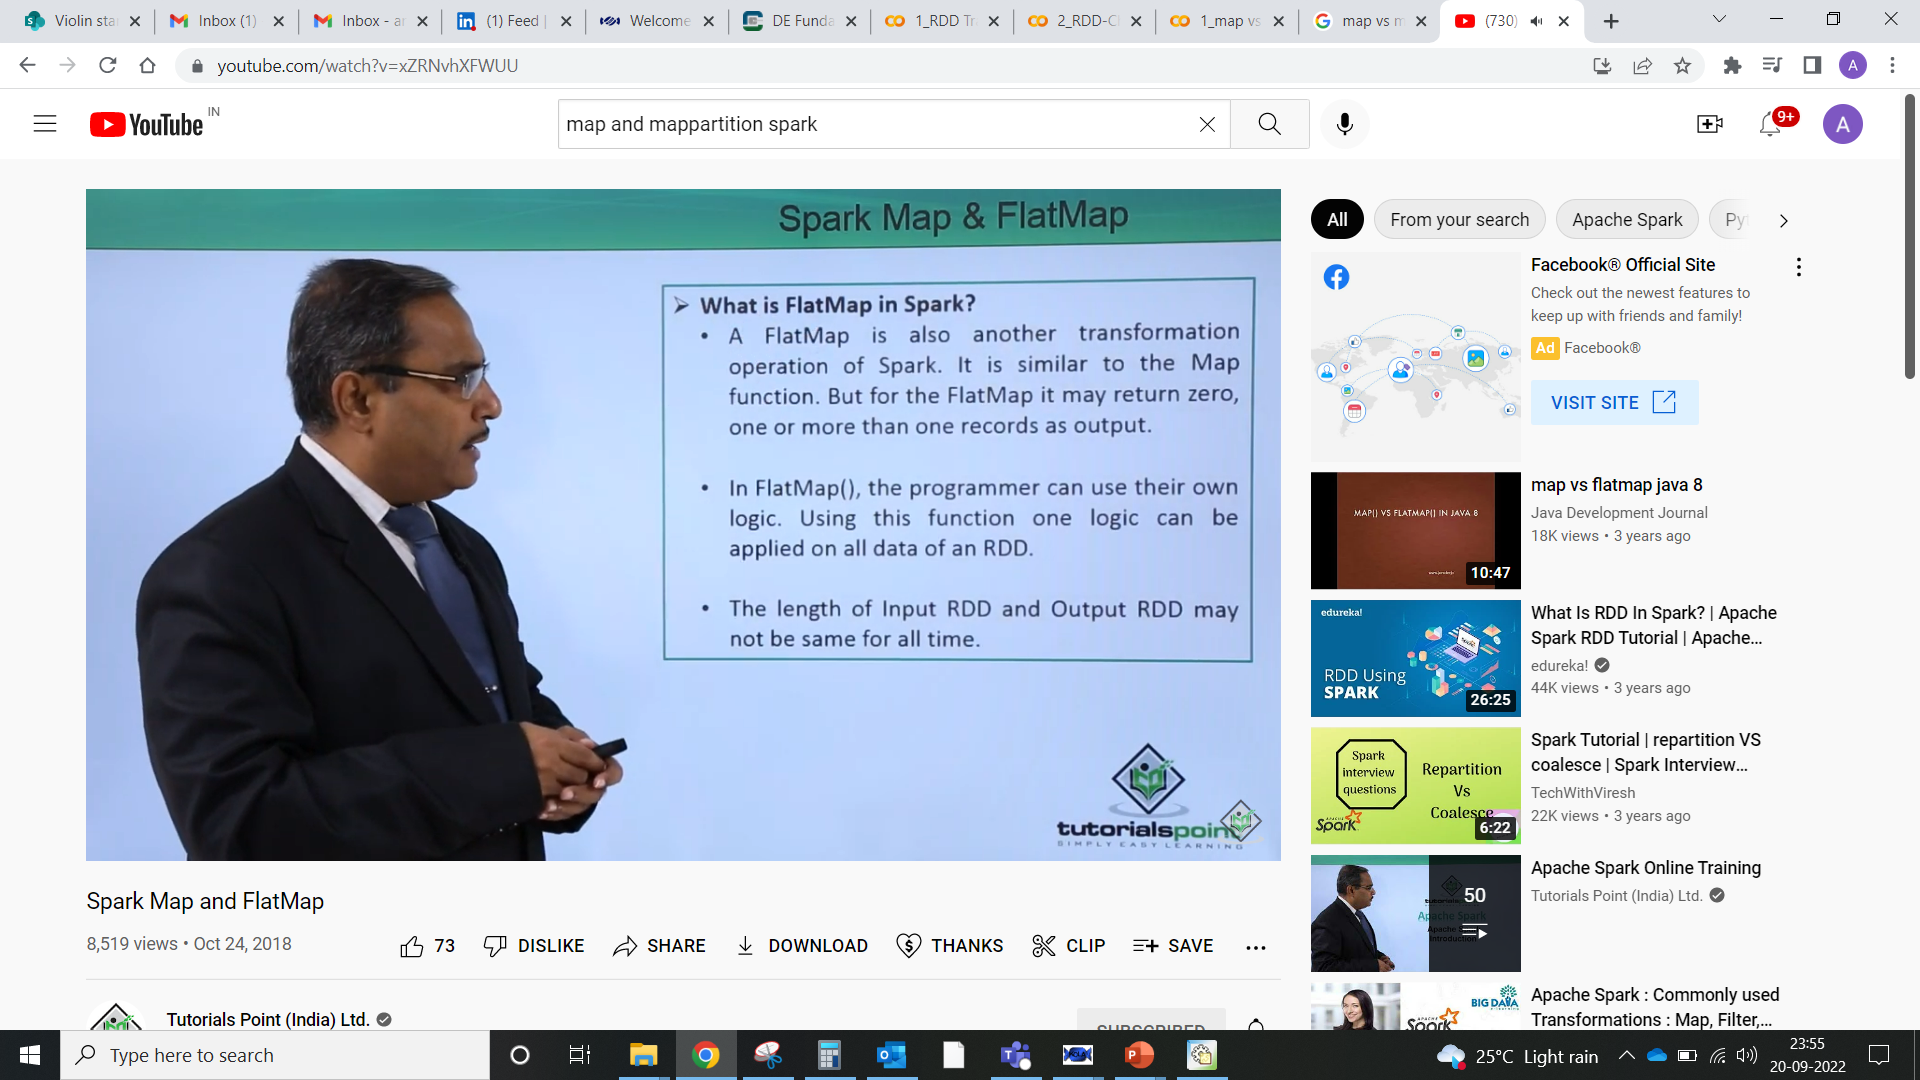 Violin sta
Inbox (1)
Inbox - ar
(1) Feed |
Welcome
DE Funda
1_RDD Tr
2_RDD-Cl
1_map vs
map vs m
(730)
youtube.com/watch?v=xZRNvhXFWUU
A
YouTube IN
map and mappartition spark
9+
A
Spark Map & FlatMap
What is FlatMap in Spark?
• A FlatMap is also another transformation
operation of Spark. It is similar to the Map
function. But for the FlatMap it may return zero,
one or more than one records as output.
• In FlatMap(), the programmer can use their own
logic. Using this function one logic can be
applied on all data of an RDD.
• The length of Input RDD and Output RDD may
not be same for all time.
tutorialspoint
SIMPLY EASY LEARNING
Spark Map and FlatMap
8,519 views • Oct 24, 2018
73
DISLIKE
SHARE
DOWNLOAD
THANKS
CLIP
SAVE
Tutorials Point (India) Ltd.
SUBSCRIBED
All
From your search
Apache Spark
Py
Facebook® Official Site
Check out the newest features to
keep up with friends and family!
Ad Facebook®
VISIT SITE
MAP() VS FLATMAP() IN JAVA 8
10:47
map vs flatmap java 8
Java Development Journal
18K views • 3 years ago
edureka!
RDD Using
SPARK
26:25
What Is RDD In Spark? | Apache
Spark RDD Tutorial | Apache...
edureka!
44K views • 3 years ago
Spark
interview
questions
Repartition
Vs
Coalesce
APACHE
Spark
6:22
Spark Tutorial | repartition VS
coalesce | Spark Interview...
TechWithViresh
22K views • 3 years ago
50
Apache Spark
Introduction
Apache Spark Online Training
Tutorials Point (India) Ltd.
BIG DATA
Spark
Apache Spark : Commonly used
Transformations : Map, Filter,...
Type here to search
25°C Light rain
23:55
20-09-2022